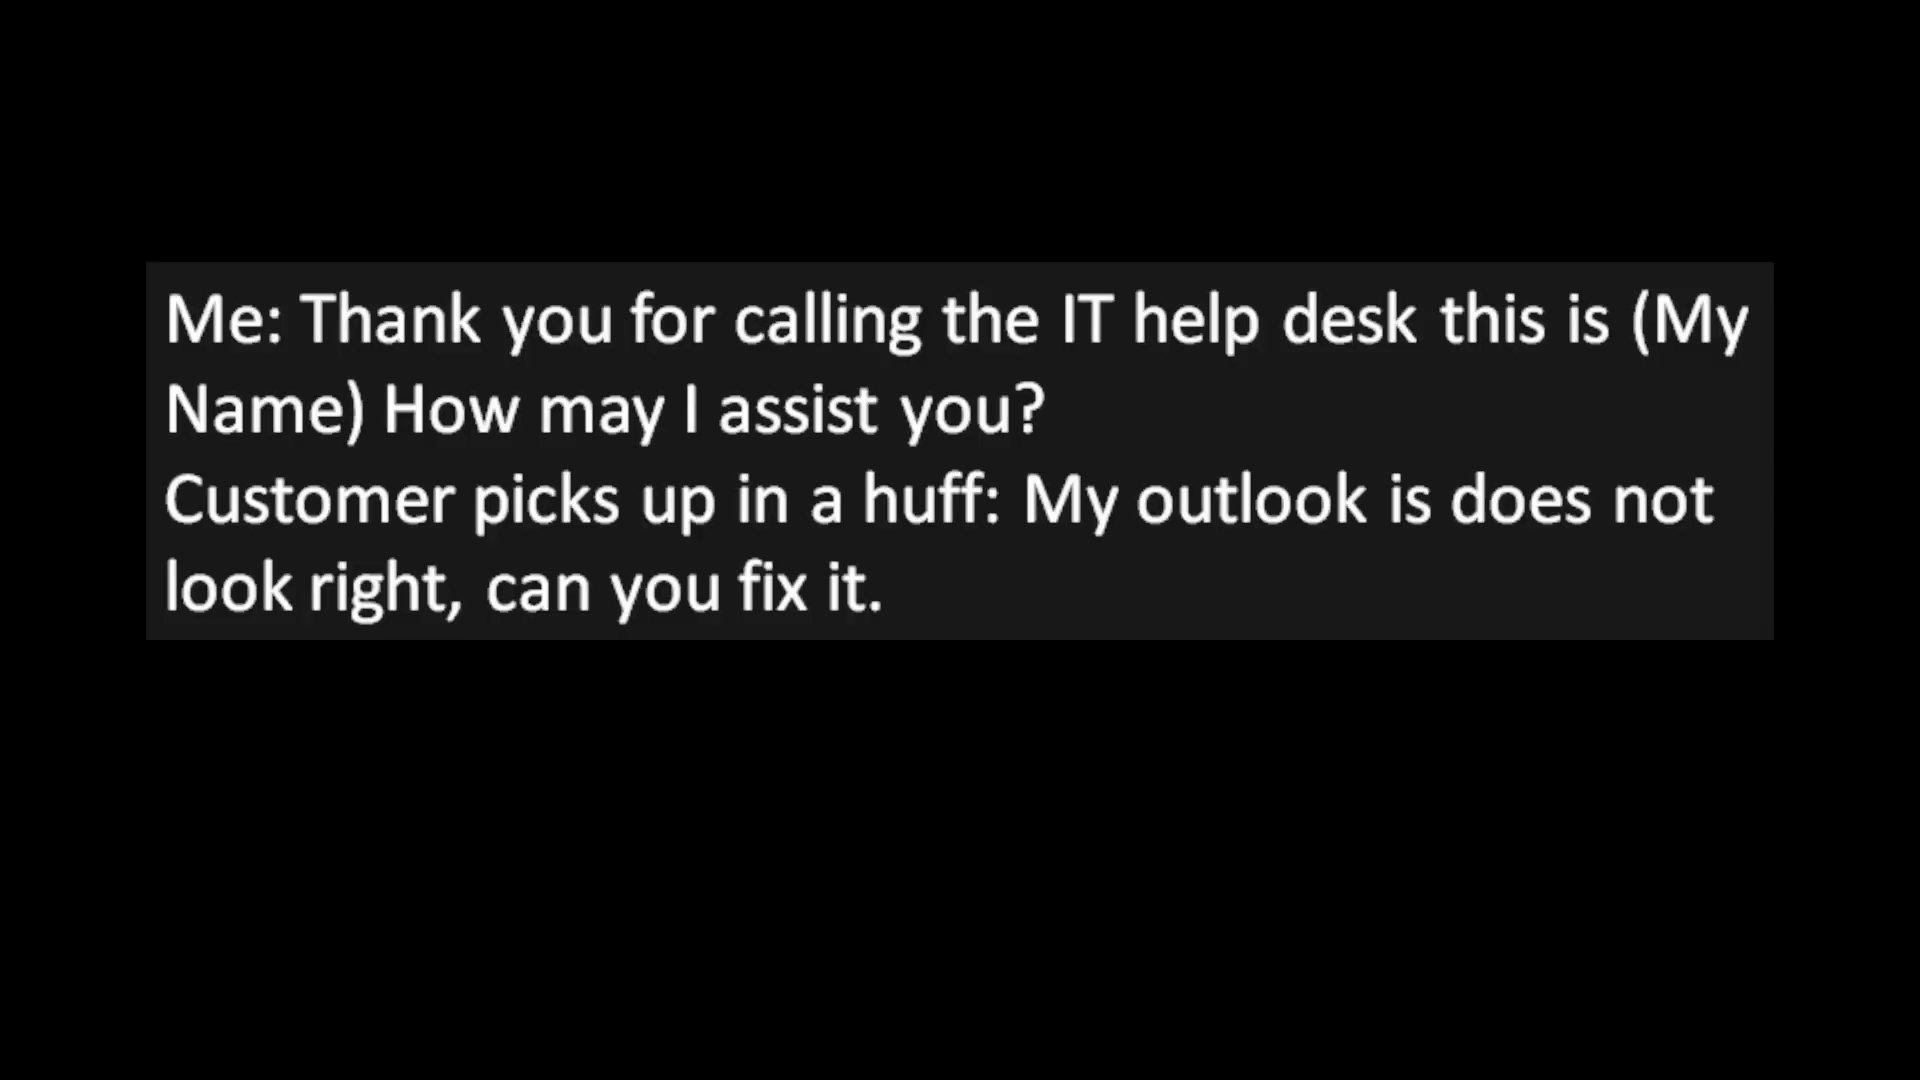 Me: Thank you for calling the IT help desk this is (My
Name) How may I assist you?
Customer picks up in a huff: My outlook is does not
look right, can you fix it.